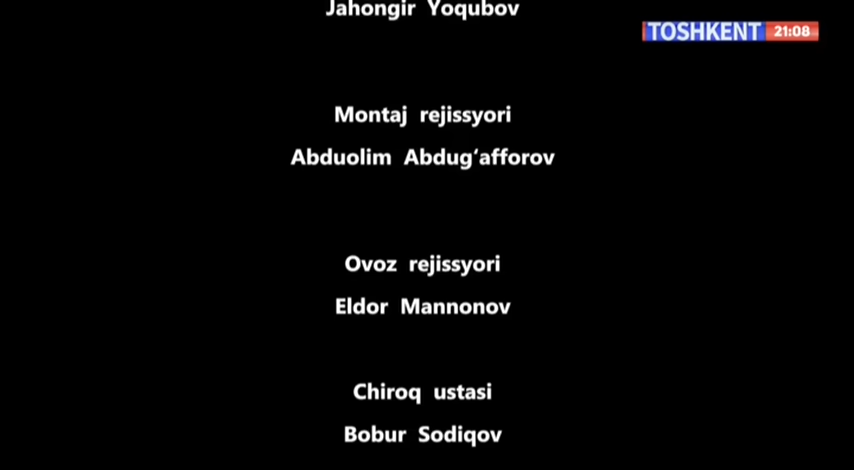 Jahongir Yoqubov
TOSHKENT 21:08
Montaj rejissyori
Abduolim Abdug‘afforov
Ovoz rejissyori
Eldor Mannonov
Chiroq ustasi
Bobur Sodiqov